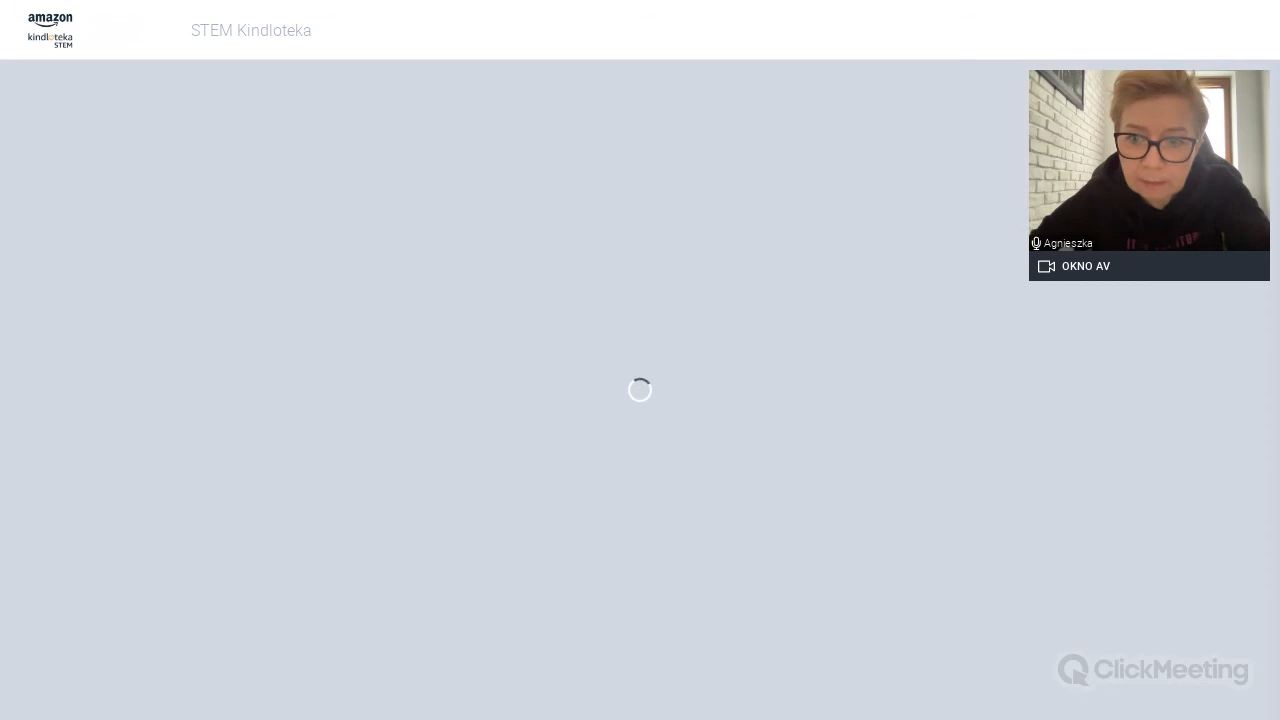 amazon
kindloteka
STEM
STEM Kindloteka
Agnieszka
OKNO AV
ClickMeeting